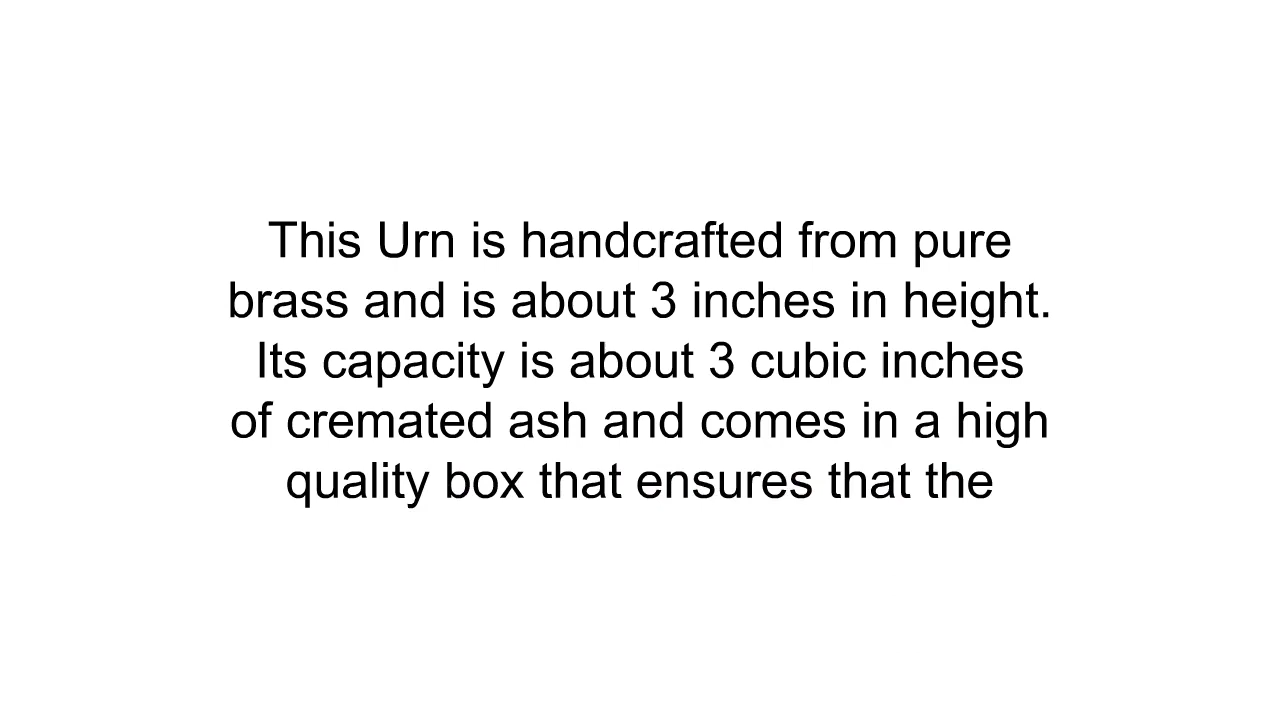 This Urn is handcrafted from pure
brass and is about 3 inches in height.
Its capacity is about 3 cubic inches
of cremated ash and comes in a high
quality box that ensures that the